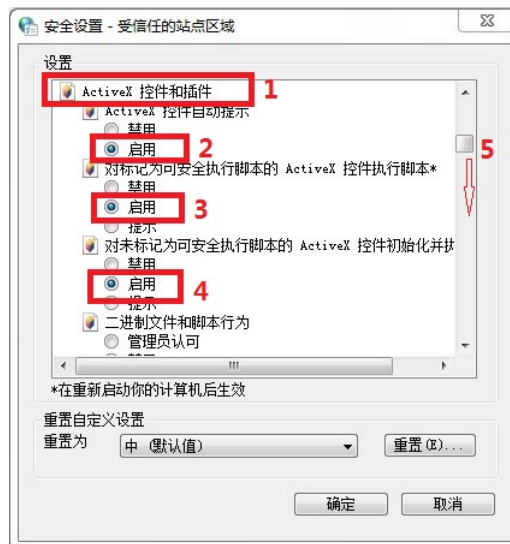 安全设置 - 受信任的站点区域
设置
ActiveX 控件和插件
1
ActiveX 控件自动提示
禁用
启用
2
5
对标记为可安全执行脚本的 ActiveX 控件执行脚本*
禁用
启用
3
提示
对未标记为可安全执行脚本的 ActiveX 控件初始化并执
禁用
启用
4
提示
二进制文件和脚本行为
管理员认可
*在重新启动你的计算机后生效
重置自定义设置
重置为
中 (默认值)
重置(E)...
确定
取消